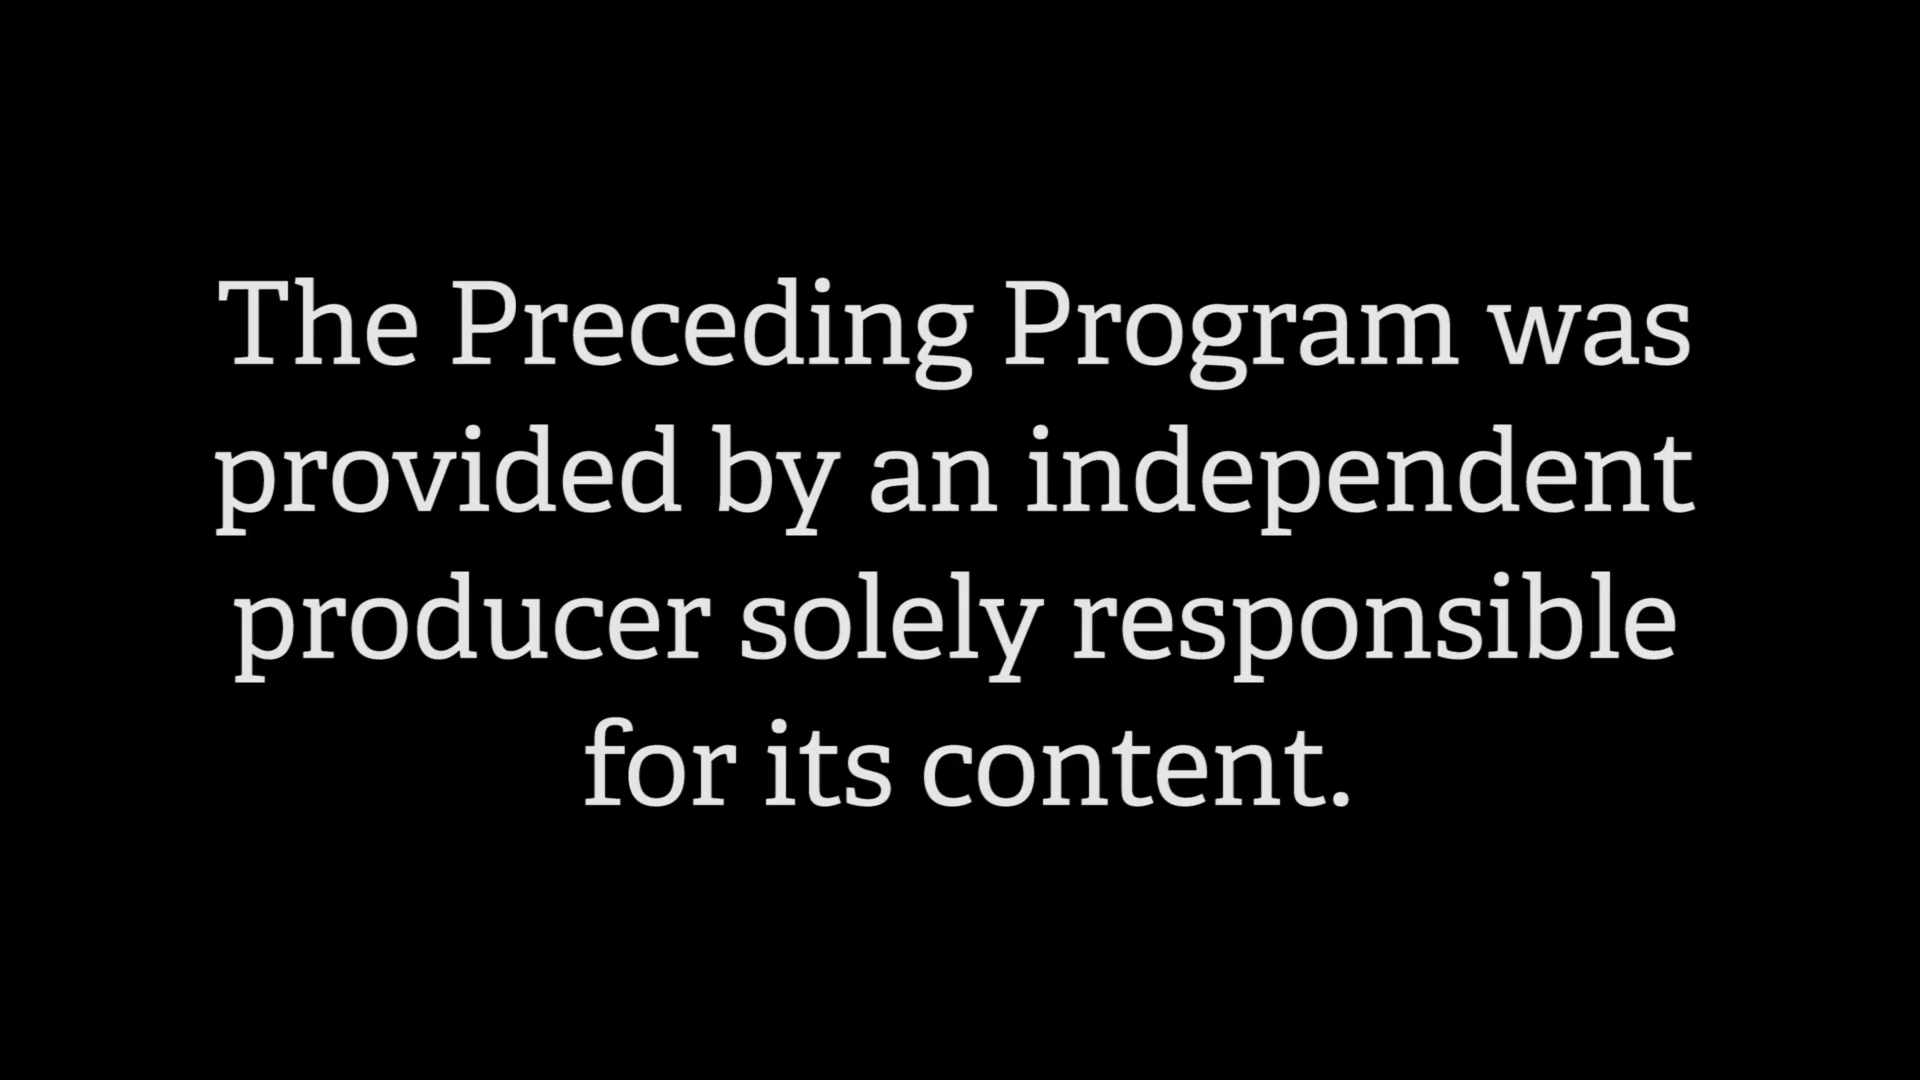 The Preceding Program was
provided by an independent
producer solely responsible
for its content.